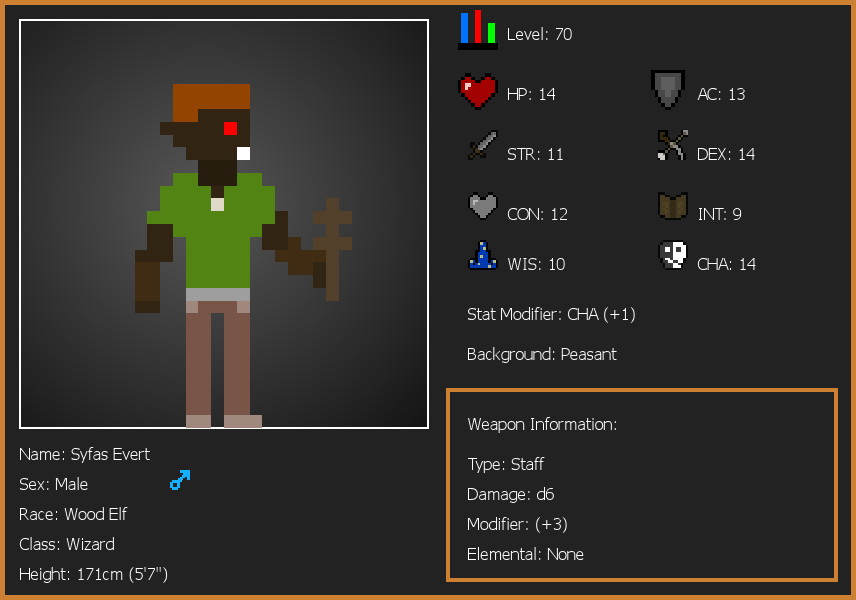 Level: 70
HP: 14
AC: 13
STR: 11
DEX: 14
CON: 12
INT: 9
WIS: 10
CHA: 14
Stat Modifier: CHA (+1)
Background: Peasant
Weapon Information:
Type: Staff
Damage: d6
Modifier: (+3)
Elemental: None
Name: Syfas Evert
Sex: Male
Race: Wood Elf
Class: Wizard
Height: 171cm (5'7")